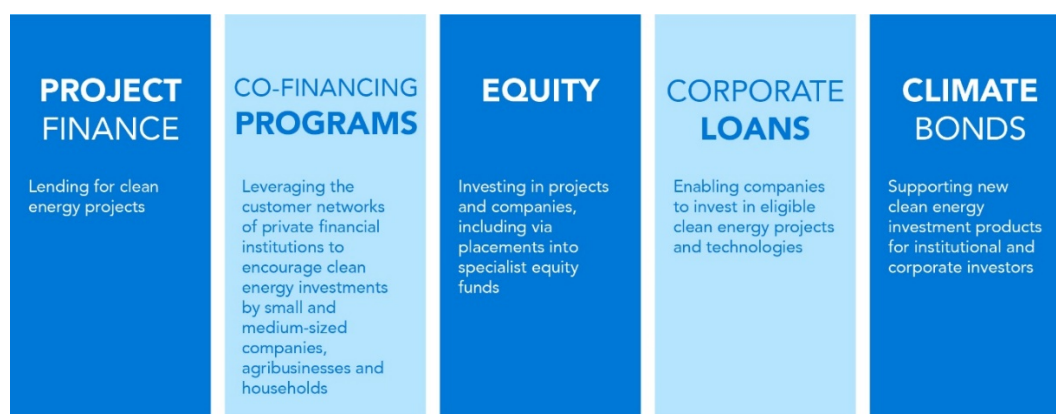 PROJECT
FINANCE
Lending for clean
energy projects
CO-FINANCING
PROGRAMS
Leveraging the
customer networks
of private financial
institutions to
encourage clean
energy investments
by small and
medium-sized
companies,
agribusinesses and
households
EQUITY
Investing in projects
and companies,
including via
placements into
specialist equity
funds
CORPORATE
LOANS
Enabling companies
to invest in eligible
clean energy projects
and technologies
CLIMATE
BONDS
Supporting new
clean energy
investment products
for institutional and
corporate investors